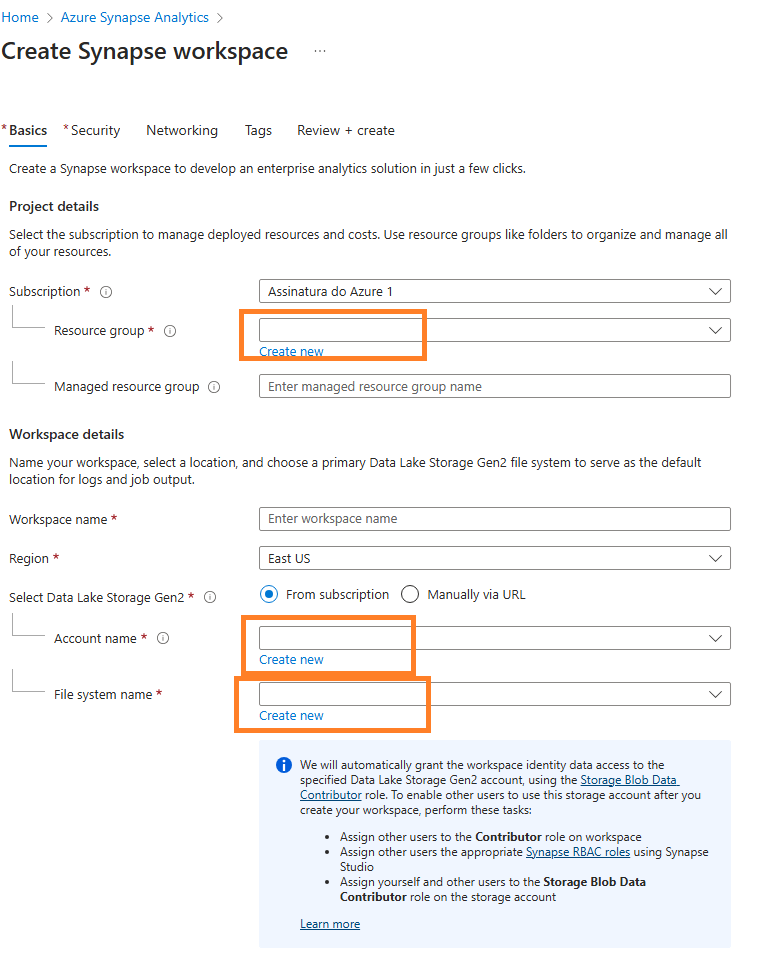 Home > Azure Synapse Analytics >
Create Synapse workspace ...
* Basics * Security Networking Tags Review + create
Create a Synapse workspace to develop an enterprise analytics solution in just a few clicks.
Project details
Select the subscription to manage deployed resources and costs. Use resource groups like folders to organize and manage all
of your resources.
Subscription *
Assinatura do Azure 1
Resource group *
Create new
Managed resource group
Enter managed resource group name
Workspace details
Name your workspace, select a location, and choose a primary Data Lake Storage Gen2 file system to serve as the default
location for logs and job output.
Workspace name *
Enter workspace name
Region *
East US
Select Data Lake Storage Gen2 *
From subscription Manually via URL
Account name *
Create new
File system name *
Create new
We will automatically grant the workspace identity data access to the
specified Data Lake Storage Gen2 account, using the Storage Blob Data
Contributor role. To enable other users to use this storage account after you
create your workspace, perform these tasks:
• Assign other users to the Contributor role on workspace
• Assign other users the appropriate Synapse RBAC roles using Synapse
Studio
• Assign yourself and other users to the Storage Blob Data
Contributor role on the storage account
Learn more